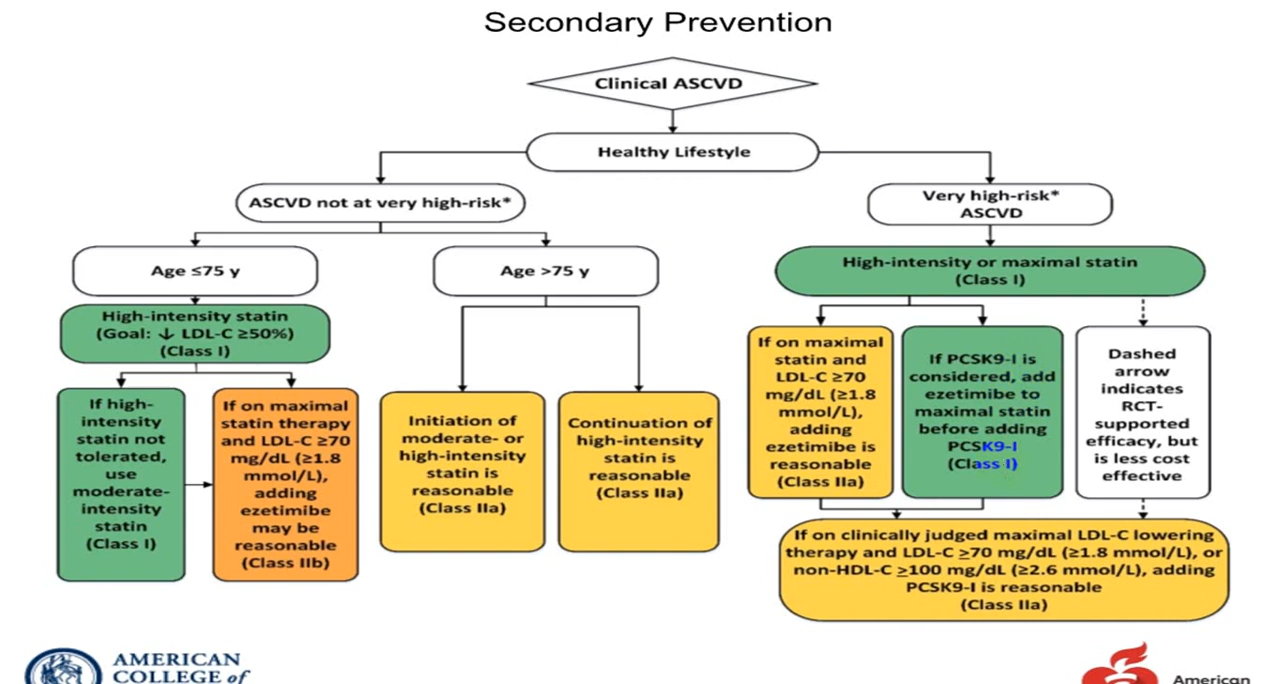 Secondary Prevention
Clinical ASCVD
Healthy Lifestyle
ASCVD not at very high-risk*
Very high-risk*
ASCVD
Age ≤75 y
Age >75 y
High-intensity or maximal statin
(Class I)
High-intensity statin
(Goal: ↓ LDL-C ≥50%)
(Class I)
If high-
intensity
statin not
tolerated,
use
moderate-
intensity
statin
(Class I)
If on maximal
statin therapy
and LDL-C ≥70
mg/dL (≥1.8
mmol/L),
adding
ezetimibe
may be
reasonable
(Class IIb)
Initiation of
moderate- or
high-intensity
statin is
reasonable
(Class IIa)
Continuation of
high-intensity
statin is
reasonable
(Class IIa)
If on maximal
statin and
LDL-C ≥70
mg/dL (≥1.8
mmol/L),
adding
ezetimibe is
reasonable
(Class IIa)
If PCSK9-I is
considered, add
ezetimibe to
maximal statin
before adding
PCSK9-I
(Class I)
Dashed
arrow
indicates
RCT-
supported
efficacy, but
is less cost
effective
If on clinically judged maximal LDL-C lowering
therapy and LDL-C ≥70 mg/dL (≥1.8 mmol/L), or
non-HDL-C ≥100 mg/dL (≥2.6 mmol/L), adding
PCSK9-I is reasonable
(Class IIa)
AMERICAN
COLLEGE of
American